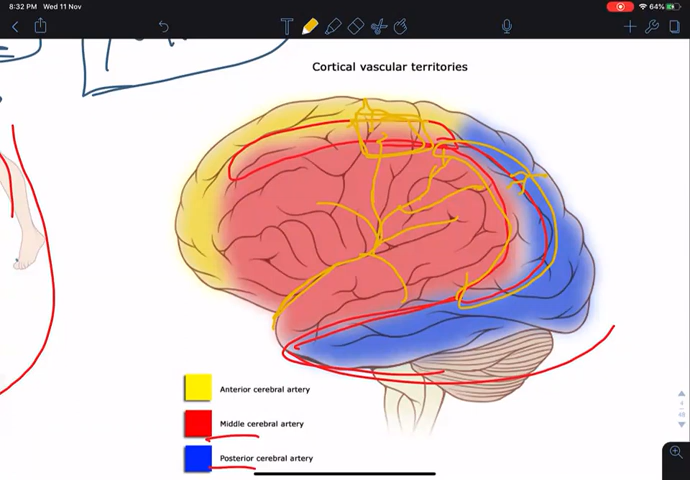 8:32 PM Wed 11 Nov
64%
T
Cortical vascular territories
Anterior cerebral artery
Middle cerebral artery
Posterior cerebral artery